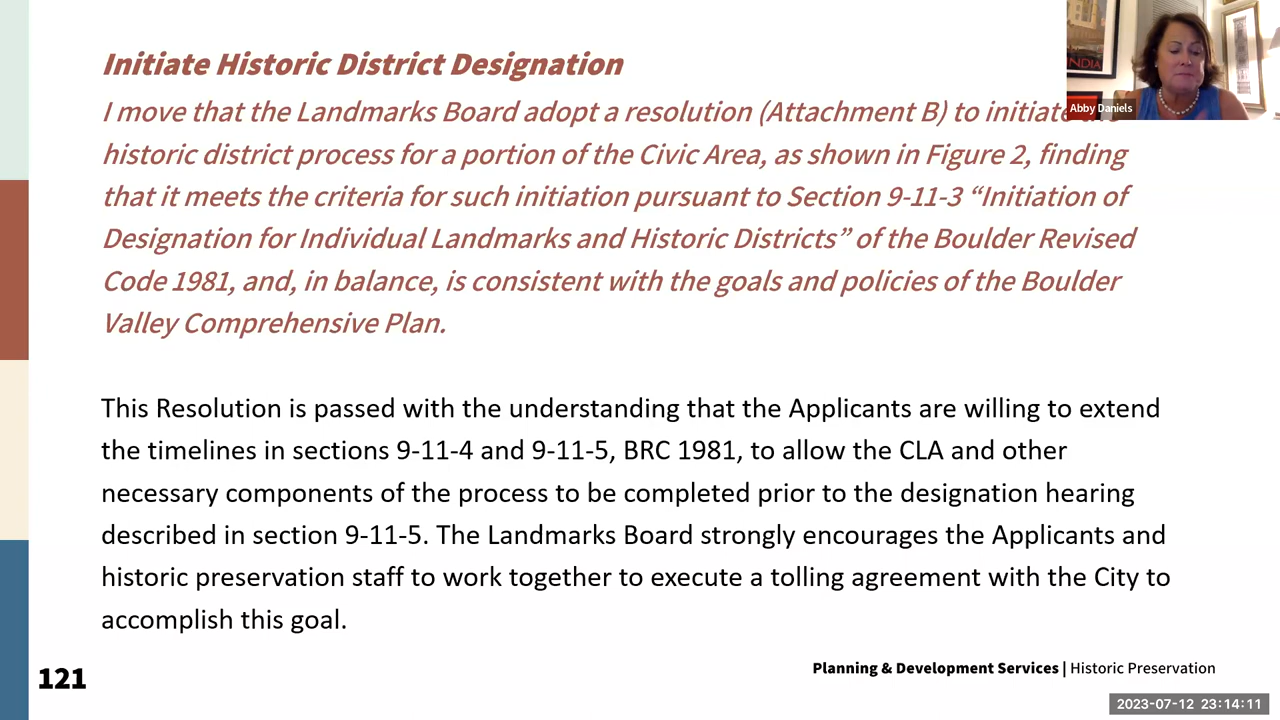 Initiate Historic District Designation
I move that the Landmarks Board adopt a resolution (Attachment B) to initiate
historic district process for a portion of the Civic Area, as shown in Figure 2, finding
that it meets the criteria for such initiation pursuant to Section 9-11-3 “Initiation of
Designation for Individual Landmarks and Historic Districts” of the Boulder Revised
Code 1981, and, in balance, is consistent with the goals and policies of the Boulder
Valley Comprehensive Plan.
This Resolution is passed with the understanding that the Applicants are willing to extend
the timelines in sections 9-11-4 and 9-11-5, BRC 1981, to allow the CLA and other
necessary components of the process to be completed prior to the designation hearing
described in section 9-11-5. The Landmarks Board strongly encourages the Applicants and
historic preservation staff to work together to execute a tolling agreement with the City to
accomplish this goal.
121
Planning & Development Services | Historic Preservation
INDIA
Abby Daniels
2023-07-12 23:14:11